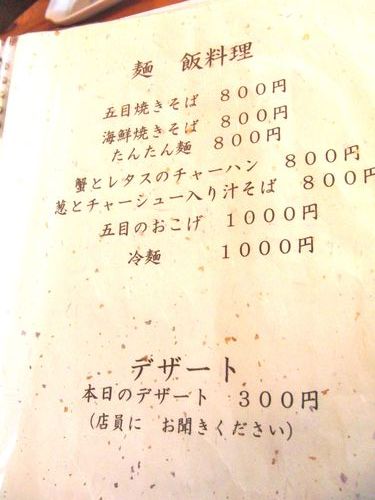 麺　飯料理
五目焼きそば　８００円
海鮮焼きそば　８００円
たんたん麺　８００円
蟹とレタスのチャーハン　８００円
葱とチャーシュー入り汁そば　８００円
五目のおこげ　１０００円
冷麺　１０００円
デザート
本日のデザート　３００円
（店員に　お聞きください）